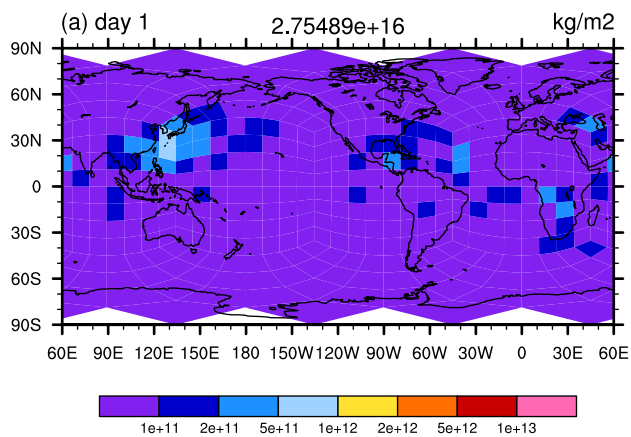 (a) day 1 2.75489e+16 kg/m2
90N
60N
30N
0
30S
60S
90S
60E 90E 120E 150E 180 150W 120W 90W 60W 30W 0 30E 60E
1e+11 2e+11 5e+11 1e+12 2e+12 5e+12 1e+13